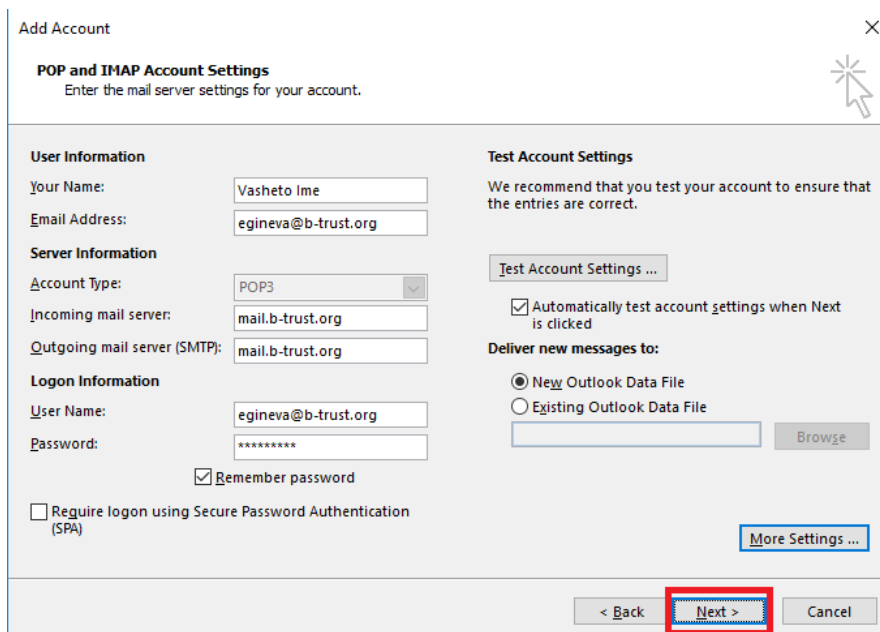 Add Account
POP and IMAP Account Settings
Enter the mail server settings for your account.
User Information
Your Name:
Vasheto Ime
Email Address:
egineva@b-trust.org
Server Information
Account Type:
POP3
Incoming mail server:
mail.b-trust.org
Outgoing mail server (SMTP):
mail.b-trust.org
Logon Information
User Name:
egineva@b-trust.org
Password:
*********
Remember password
Require logon using Secure Password Authentication
(SPA)
Test Account Settings
We recommend that you test your account to ensure that
the entries are correct.
Test Account Settings ...
Automatically test account settings when Next
is clicked
Deliver new messages to:
New Outlook Data File
Existing Outlook Data File
Browse
More Settings ...
< Back
Next >
Cancel